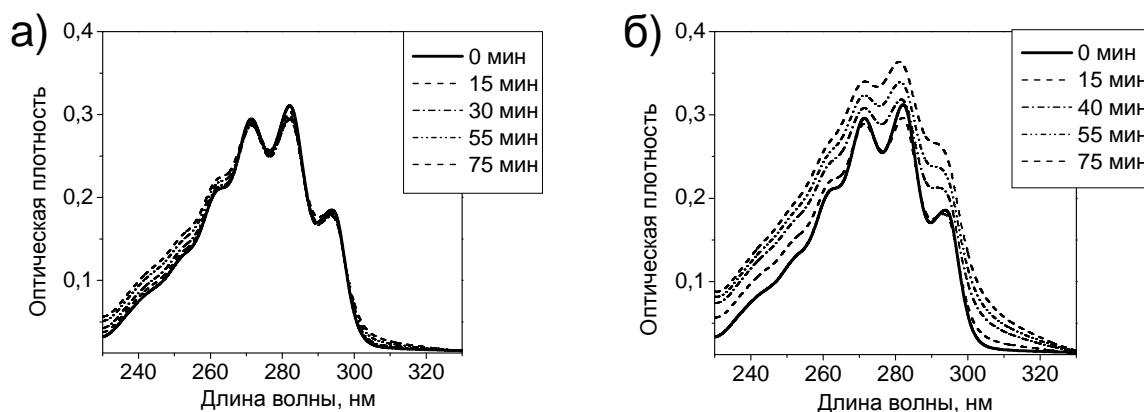 а)
0,4
0,3
0,2
0,1
Оптическая плотность
240 260 280 300 320
Длина волны, нм
0 мин
15 мин
30 мин
55 мин
75 мин
б)
0,4
0,3
0,2
0,1
Оптическая плотность
240 260 280 300 320
Длина волны, нм
0 мин
15 мин
40 мин
55 мин
75 мин